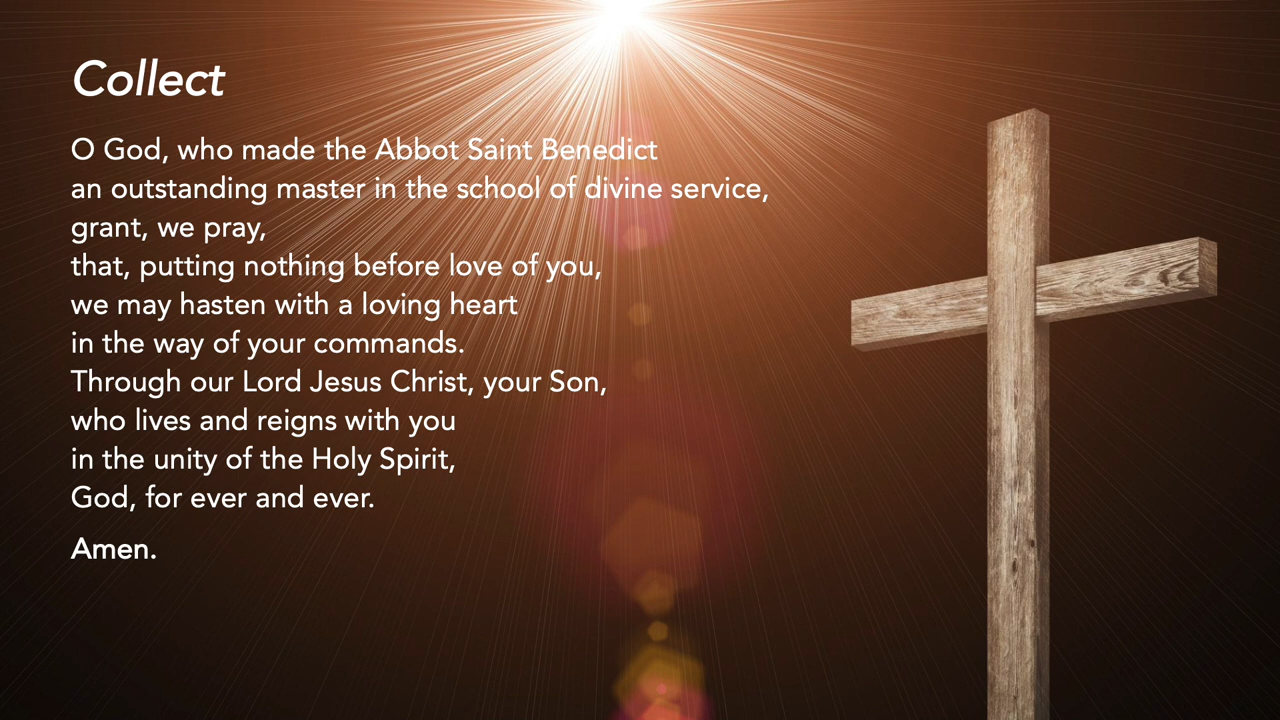 Collect
O God, who made the Abbot Saint Benedict
an outstanding master in the school of divine service,
grant, we pray,
that, putting nothing before love of you,
we may hasten with a loving heart
in the way of your commands.
Through our Lord Jesus Christ, your Son,
who lives and reigns with you
in the unity of the Holy Spirit,
God, for ever and ever.
Amen.